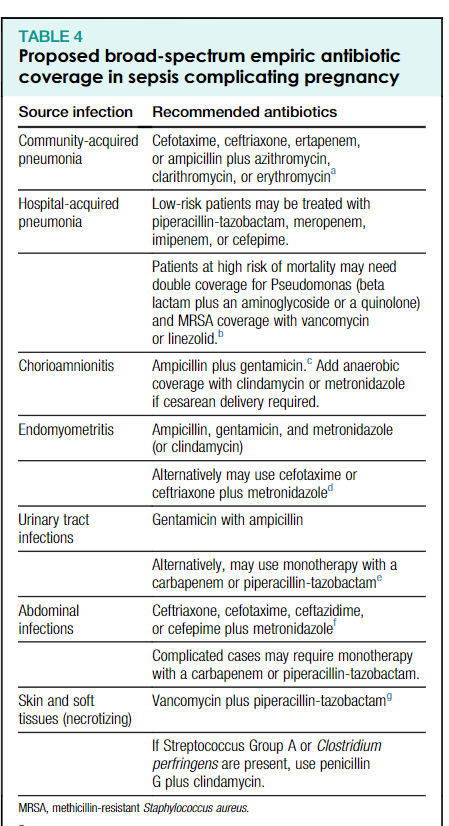 TABLE 4
Proposed broad-spectrum empiric antibiotic
coverage in sepsis complicating pregnancy
Source infection Recommended antibiotics
Community-acquired Cefotaxime, ceftriaxone, ertapenem,
pneumonia or ampicillin plus azithromycin,
clarithromycin, or erythromycinᵃ
Hospital-acquired Low-risk patients may be treated with
pneumonia piperacillin-tazobactam, meropenem,
imipenem, or cefepime.
Patients at high risk of mortality may need
double coverage for Pseudomonas (beta
lactam plus an aminoglycoside or a quinolone)
and MRSA coverage with vancomycin
or linezolid.ᵇ
Chorioamnionitis Ampicillin plus gentamicin.ᶜ Add anaerobic
coverage with clindamycin or metronidazole
if cesarean delivery required.
Endomyometritis Ampicillin, gentamicin, and metronidazole
(or clindamycin)
Alternatively may use cefotaxime or
ceftriaxone plus metronidazoleᵈ
Urinary tract Gentamicin with ampicillin
infections
Alternatively, may use monotherapy with a
carbapenem or piperacillin-tazobactamᵉ
Abdominal Ceftriaxone, cefotaxime, ceftazidime,
infections or cefepime plus metronidazoleᶠ
Complicated cases may require monotherapy
with a carbapenem or piperacillin-tazobactam.
Skin and soft Vancomycin plus piperacillin-tazobactamᵍ
tissues (necrotizing)
If Streptococcus Group A or Clostridium
perfringens are present, use penicillin
G plus clindamycin.
MRSA, methicillin-resistant Staphylococcus aureus.